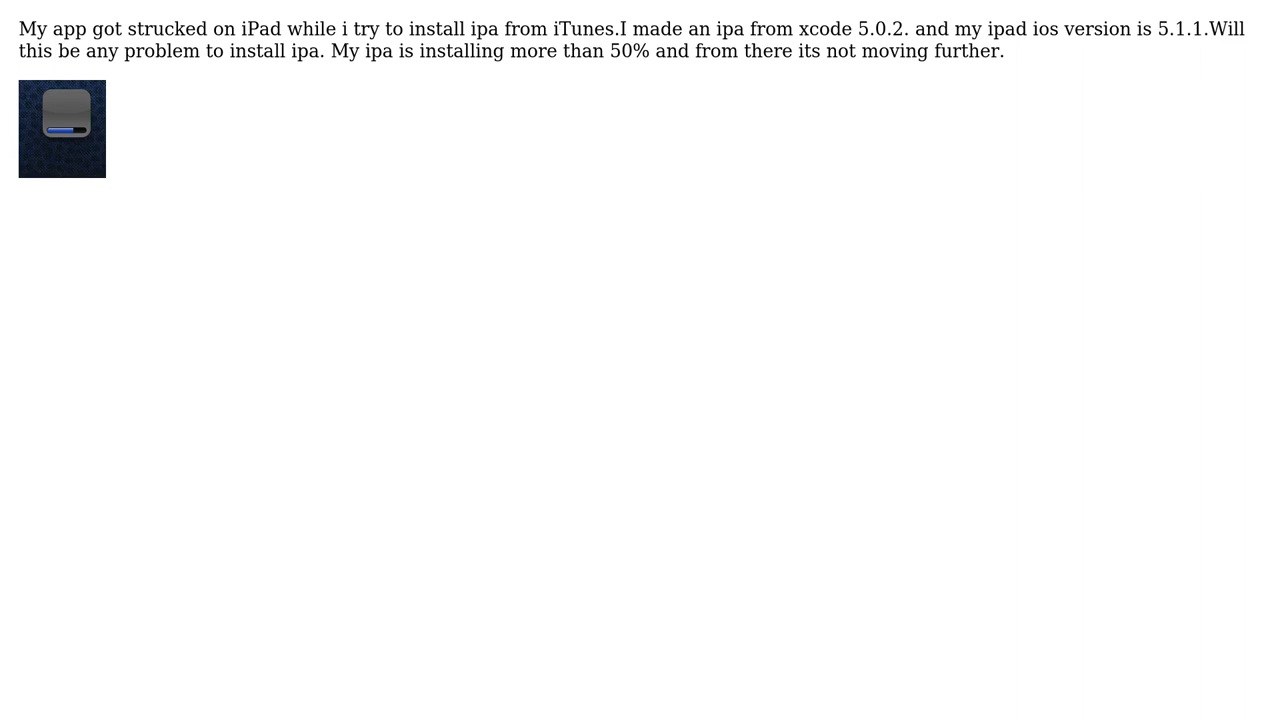 My app got strucked on iPad while i try to install ipa from iTunes.I made an ipa from xcode 5.0.2. and my ipad ios version is 5.1.1.Will
this be any problem to install ipa. My ipa is installing more than 50% and from there its not moving further.